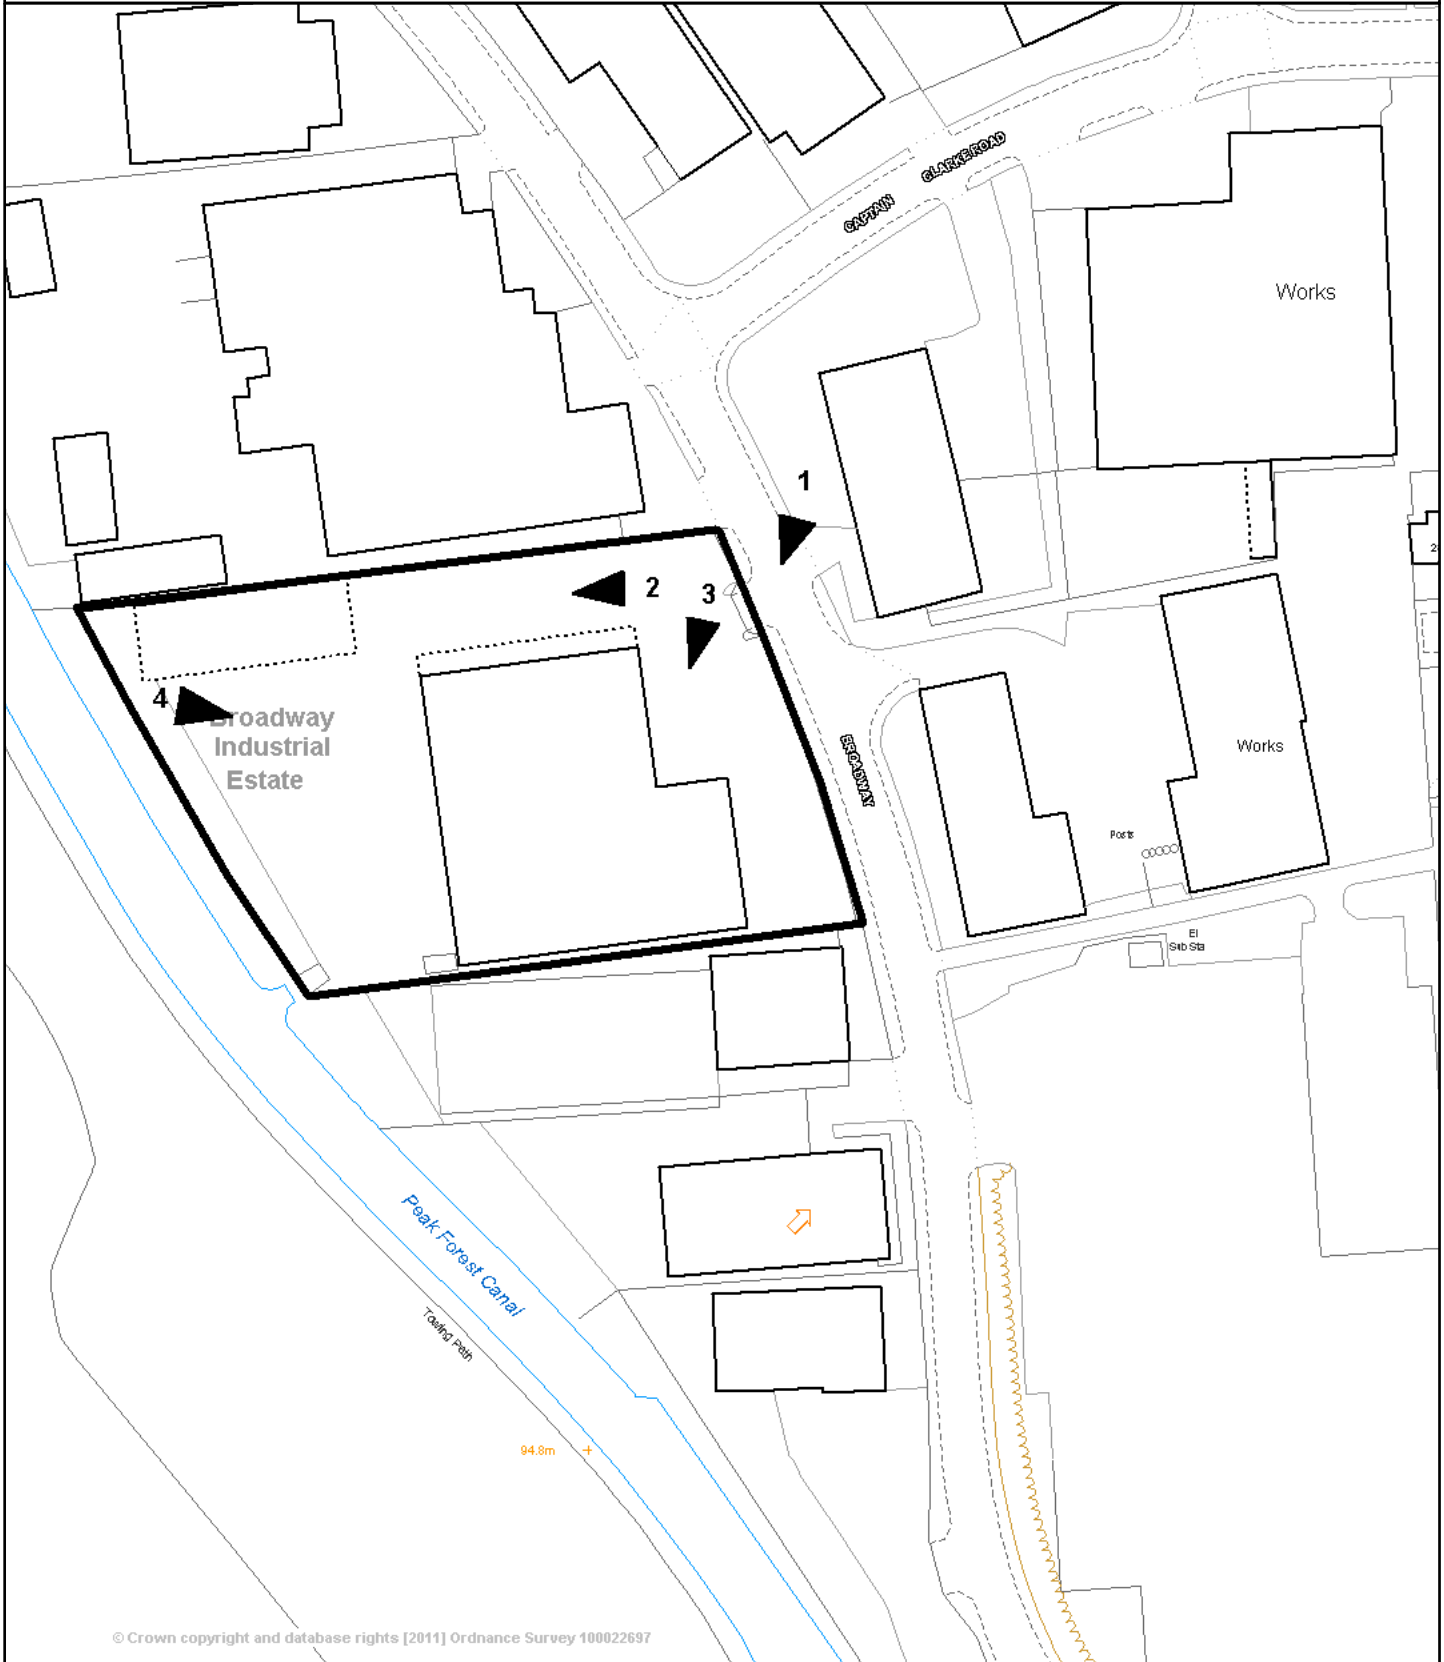 CAPTAIN CLARKE ROAD
Works
1
2
3
4
Broadway
Industrial
Estate
BROADWAY
Works
Posts
El
Sub Sta
2
Peak Forest Canal
Towing Path
94.8m
© Crown copyright and database rights [2011] Ordnance Survey 100022697